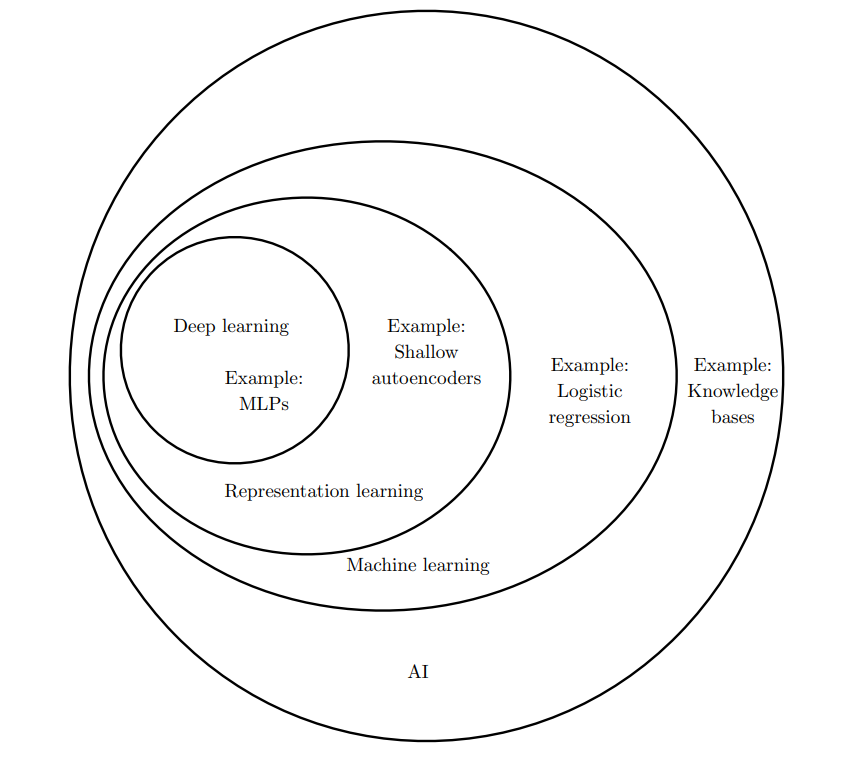 Deep learning
Example:
MLPs
Example:
Shallow
autoencoders
Example:
Logistic
regression
Example:
Knowledge
bases
Representation learning
Machine learning
AI